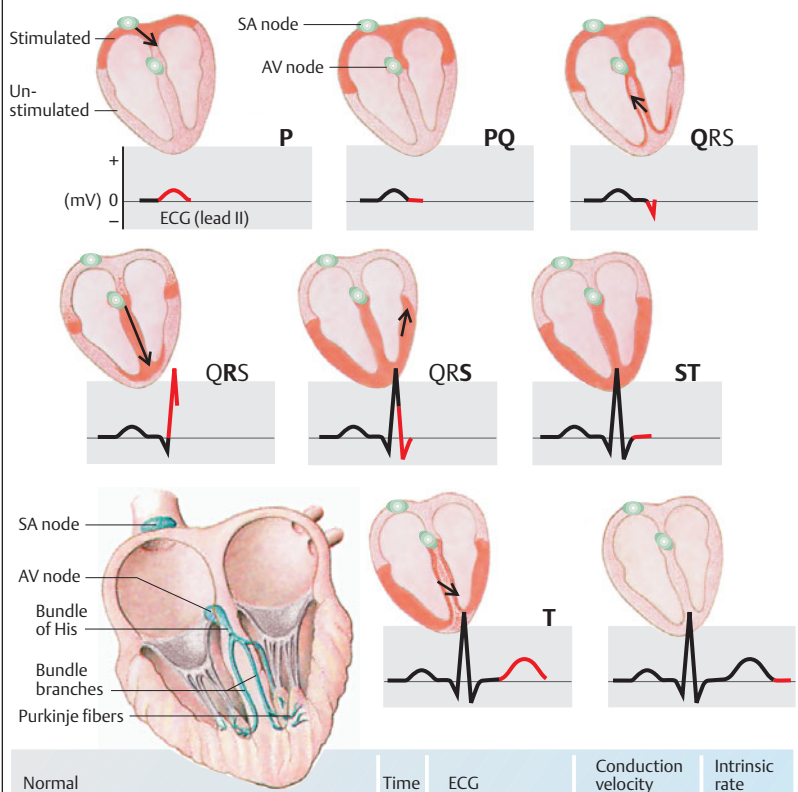 Stimulated
Un-
stimulated
SA node
AV node
P
PQ
QRS
+
(mV) 0
–
ECG (lead II)
QRS
QRS
ST
SA node
AV node
Bundle
of His
Bundle
branches
Purkinje fibers
T
Normal
Time
ECG
Conduction
velocity
Intrinsic
rate